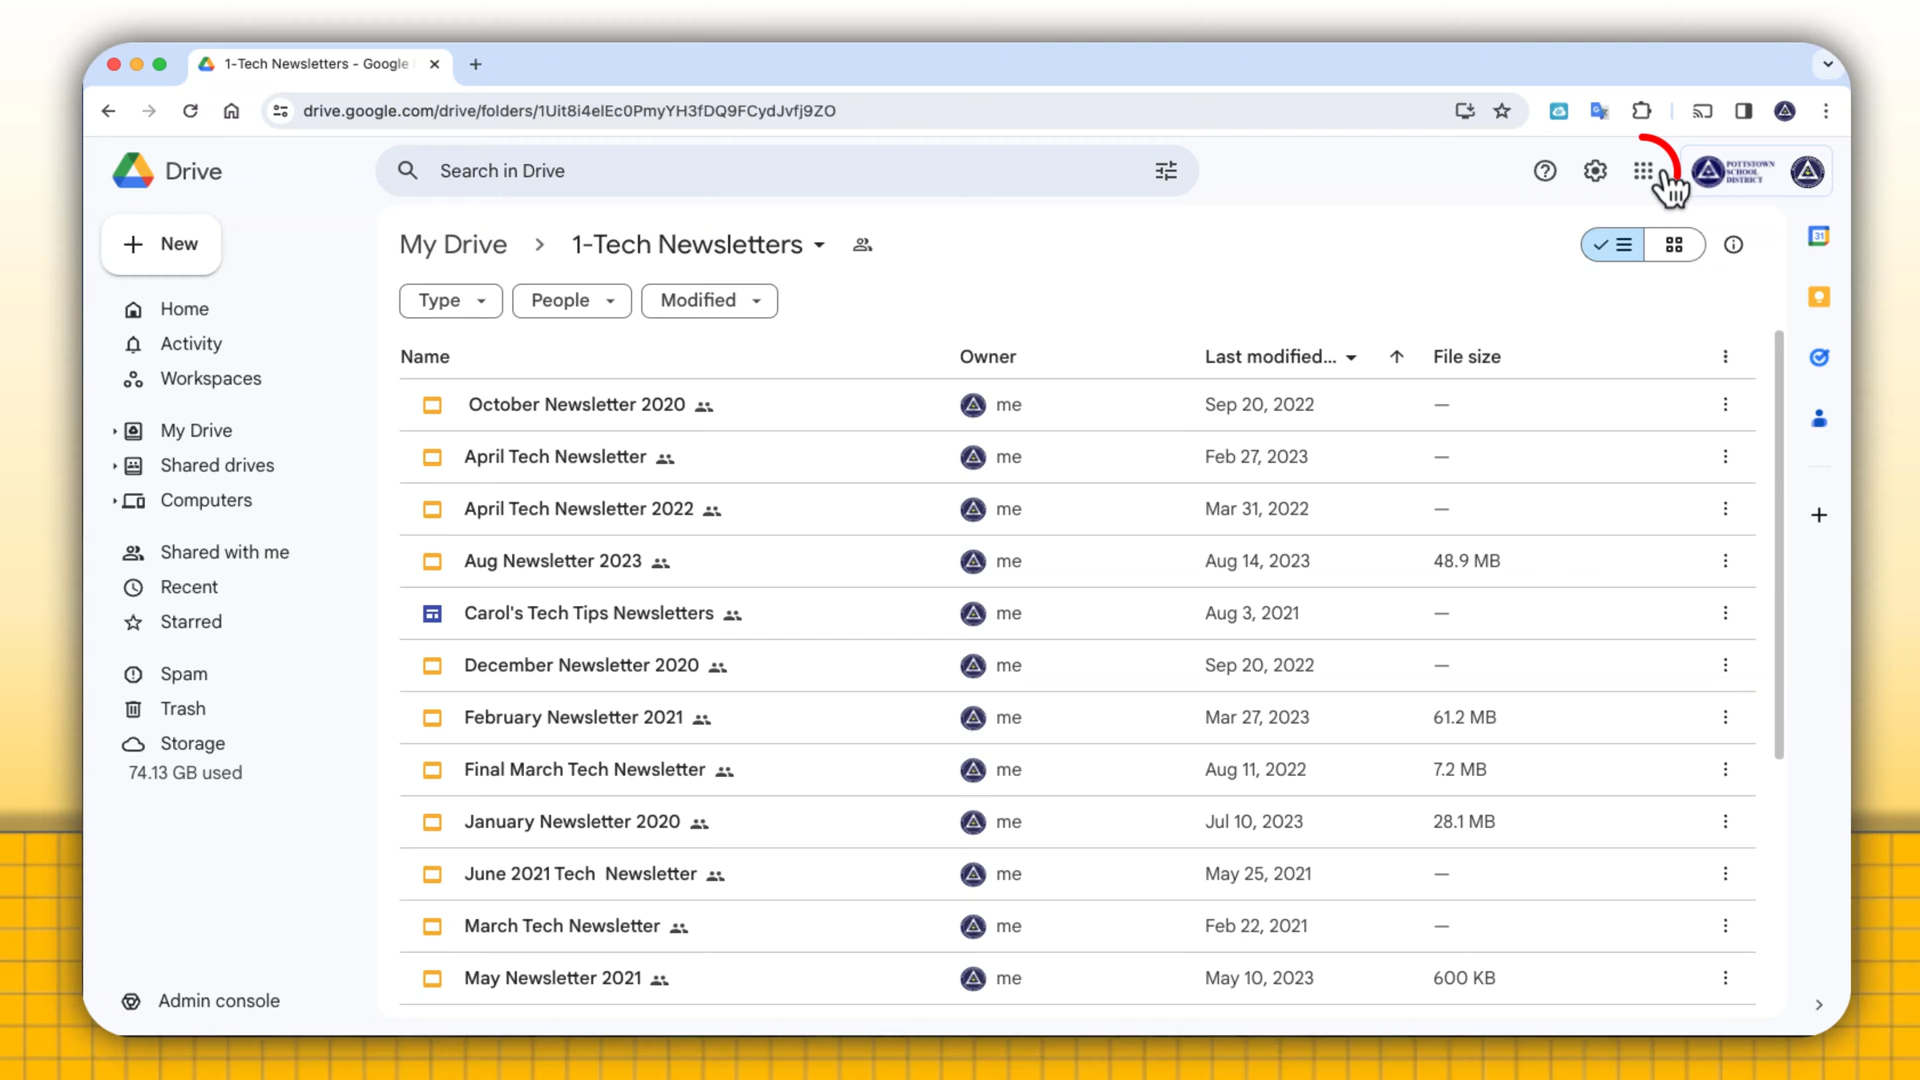 1-Tech Newsletters - Google
drive.google.com/drive/folders/1Uit8i4elEc0PmyYH3fDQ9FCydJvfj9ZO
Drive
Search in Drive
POTTSTOWN
SCHOOL
DISTRICT
New
My Drive
1-Tech Newsletters
31
Type
People
Modified
Home
Activity
Workspaces
My Drive
Shared drives
Computers
Shared with me
Recent
Starred
Spam
Trash
Storage
74.13 GB used
Admin console
Name Owner Last modified... File size
October Newsletter 2020 me Sep 20, 2022 —
April Tech Newsletter me Feb 27, 2023 —
April Tech Newsletter 2022 me Mar 31, 2022 —
Aug Newsletter 2023 me Aug 14, 2023 48.9 MB
Carol's Tech Tips Newsletters me Aug 3, 2021 —
December Newsletter 2020 me Sep 20, 2022 —
February Newsletter 2021 me Mar 27, 2023 61.2 MB
Final March Tech Newsletter me Aug 11, 2022 7.2 MB
January Newsletter 2020 me Jul 10, 2023 28.1 MB
June 2021 Tech  Newsletter me May 25, 2021 —
March Tech Newsletter me Feb 22, 2021 —
May Newsletter 2021 me May 10, 2023 600 KB